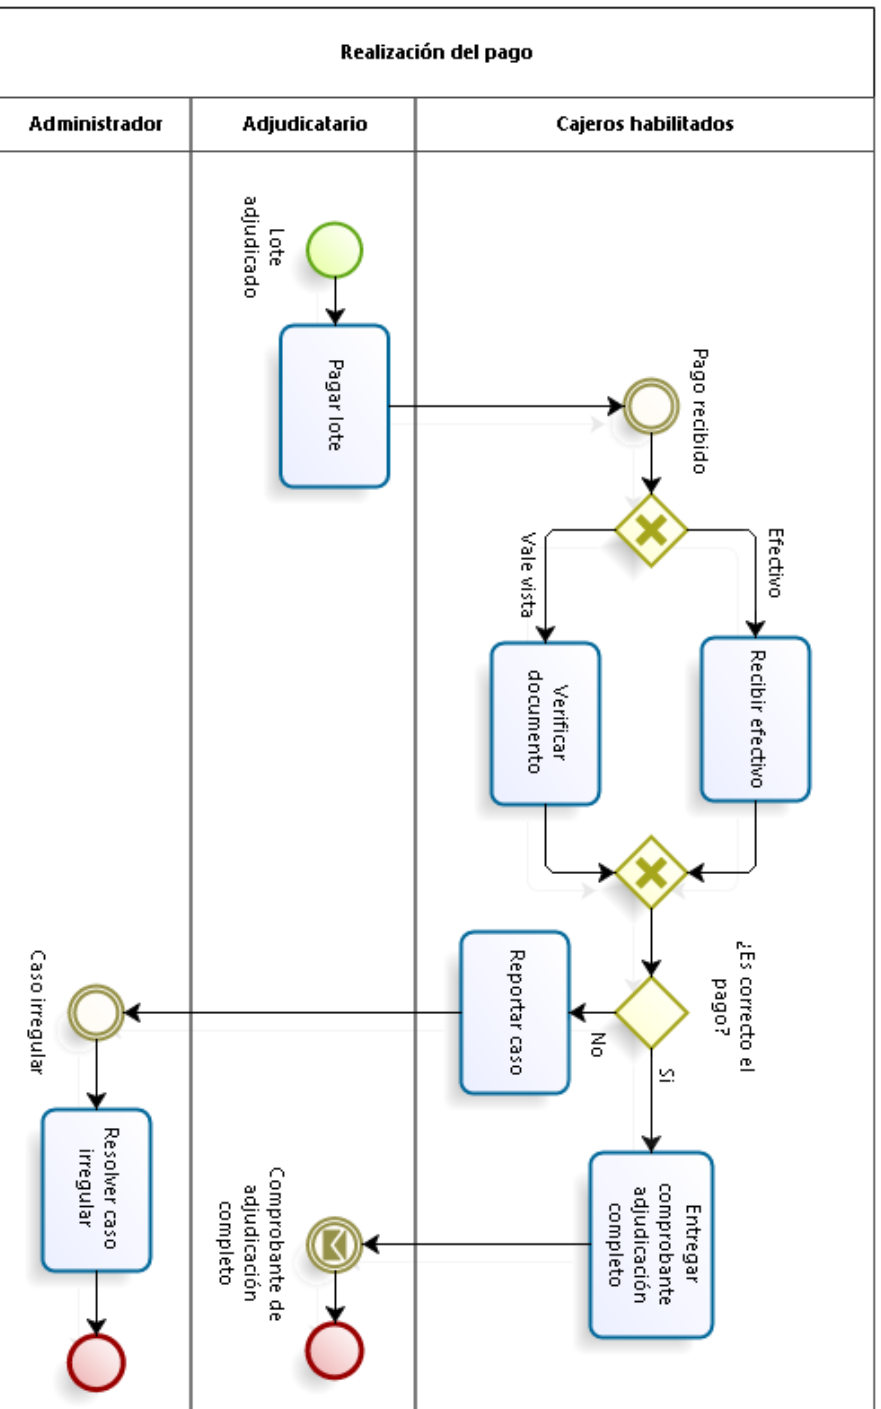 Realización del pago
Administrador
Adjudicatario
Cajeros habilitados
Lote
adjudicado
Pagar lote
Pago recibido
Efectivo
Vale vista
Recibir efectivo
Verificar
documento
¿Es correcto el
pago?
No
Si
Reportar caso
Caso irregular
Resolver caso
irregular
Entregar
comprobante
adjudicación
completo
Comprobante de
adjudicación
completo